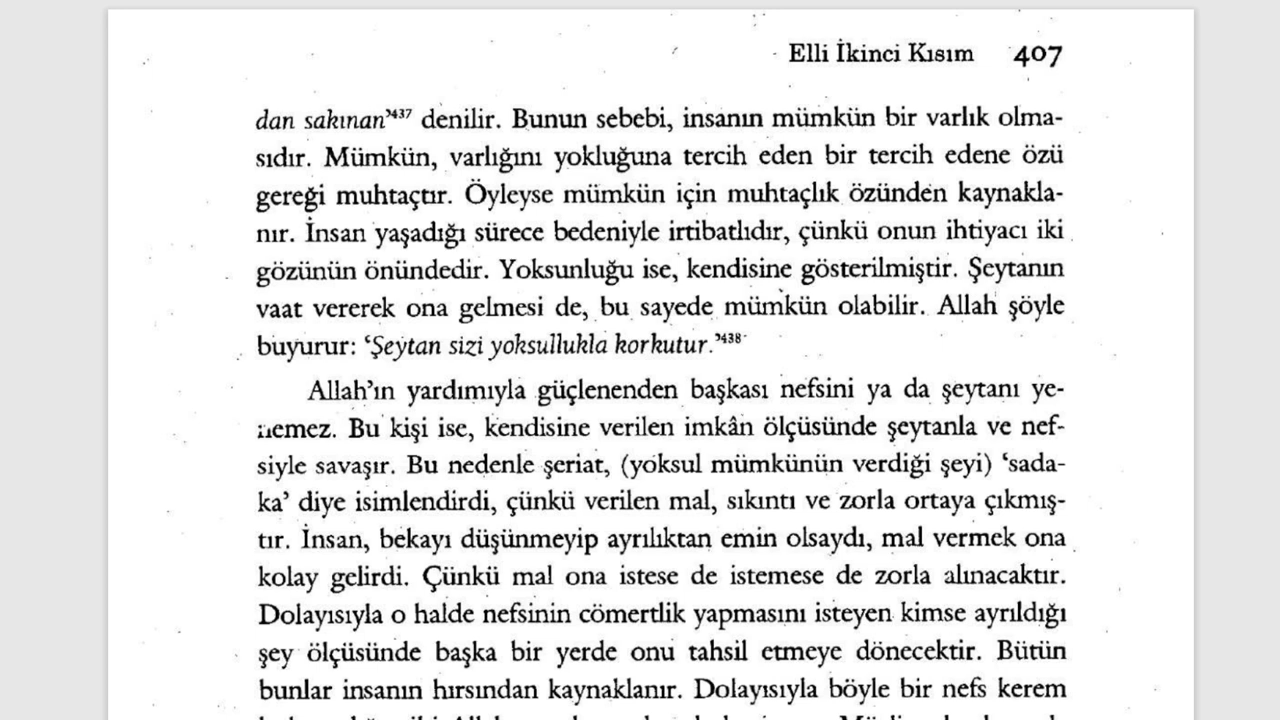 Elli İkinci Kısım 407
dan sakınan’⁴³⁷ denilir. Bunun sebebi, insanın mümkün bir varlık olma-
sıdır. Mümkün, varlığını yokluğuna tercih eden bir tercih edene özü
gereği muhtaçtır. Öyleyse mümkün için muhtaçlık özünden kaynakla-
nır. İnsan yaşadığı sürece bedeniyle irtibatlıdır, çünkü onun ihtiyacı iki
gözünün önündedir. Yoksunluğu ise, kendisine gösterilmiştir. Şeytanın
vaat vererek ona gelmesi de, bu sayede mümkün olabilir. Allah şöyle
buyurur: ‘Şeytan sizi yoksullukla korkutur.’⁴³⁸
Allah’ın yardımıyla güçlenenden başkası nefsini ya da şeytanı ye-
nemez. Bu kişi ise, kendisine verilen imkân ölçüsünde şeytanla ve nef-
siyle savaşır. Bu nedenle şeriat, (yoksul mümkünün verdiği şeyi) ‘sada-
ka’ diye isimlendirdi, çünkü verilen mal, sıkıntı ve zorla ortaya çıkmış-
tır. İnsan, bekayı düşünmeyip ayrılıktan emin olsaydı, mal vermek ona
kolay gelirdi. Çünkü mal ona istese de istemese de zorla alınacaktır.
Dolayısıyla o halde nefsinin cömertlik yapmasını isteyen kimse ayrıldığı
şey ölçüsünde başka bir yerde onu tahsil etmeye dönecektir. Bütün
bunlar insanın hırsından kaynaklanır. Dolayısıyla böyle bir nefs kerem